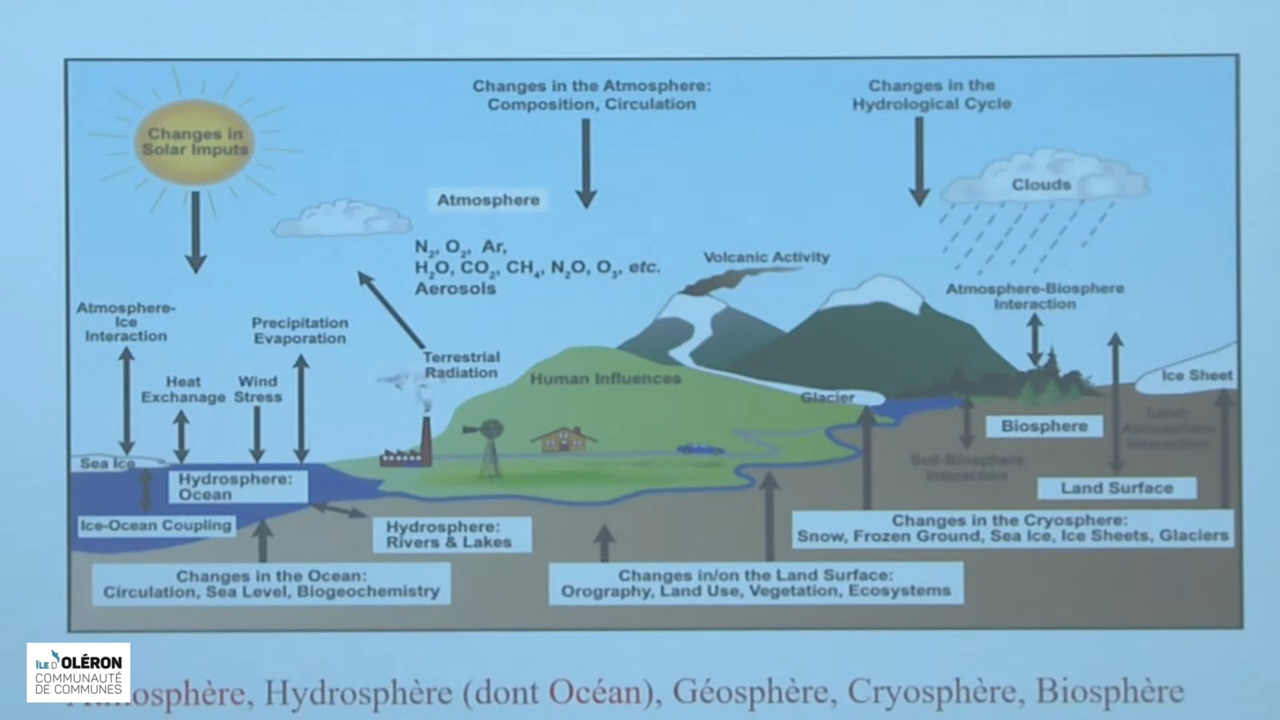 Changes in the Atmosphere:
Composition, Circulation
Changes in the
Hydrological Cycle
Changes in
Solar Imputs
Clouds
Atmosphere
N₂, O₂, Ar,
H₂O, CO₂, CH₄, N₂O, O₃, etc.
Aerosols
Volcanic Activity
Atmosphere-Biosphere
Interaction
Atmosphere-
Ice
Interaction
Precipitation
Evaporation
Terrestrial
Radiation
Heat
Exchanage
Wind
Stress
Human Influences
Glacier
Ice Sheet
Land-
Atmosphere
Interaction
Biosphere
Soil-Biosphere
Interaction
Sea Ice
Hydrosphere:
Ocean
Land Surface
Ice-Ocean Coupling
Hydrosphere:
Rivers & Lakes
Changes in the Cryosphere:
Snow, Frozen Ground, Sea Ice, Ice Sheets, Glaciers
Changes in the Ocean:
Circulation, Sea Level, Biogeochemistry
Changes in/on the Land Surface:
Orography, Land Use, Vegetation, Ecosystems
ÎLE D'OLÉRON
COMMUNAUTÉ
DE COMMUNES
Hydrosphère (dont Océan), Géosphère, Cryosphère, Biosphère